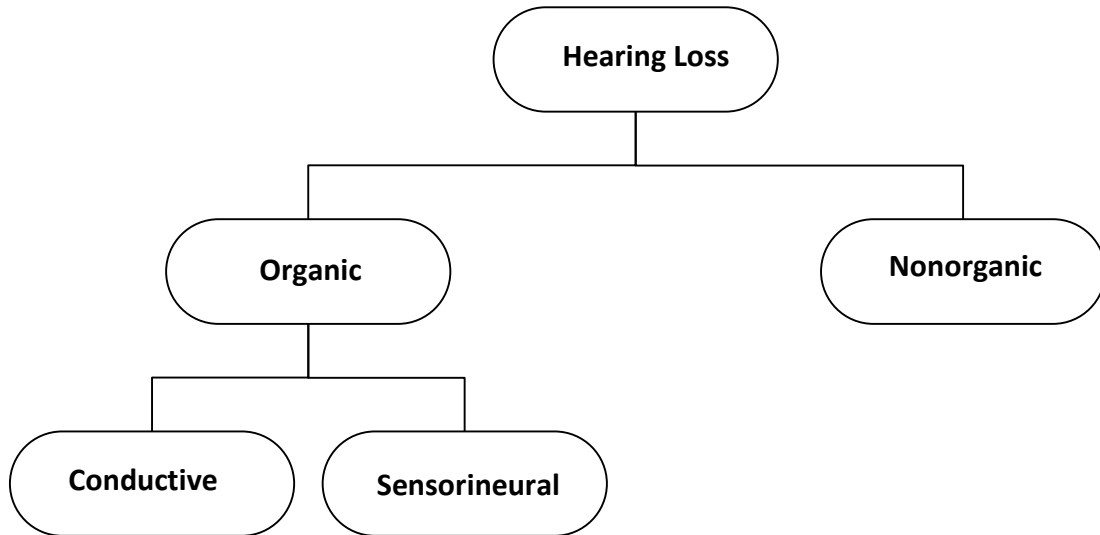 Hearing Loss
Organic
Nonorganic
Conductive
Sensorineural